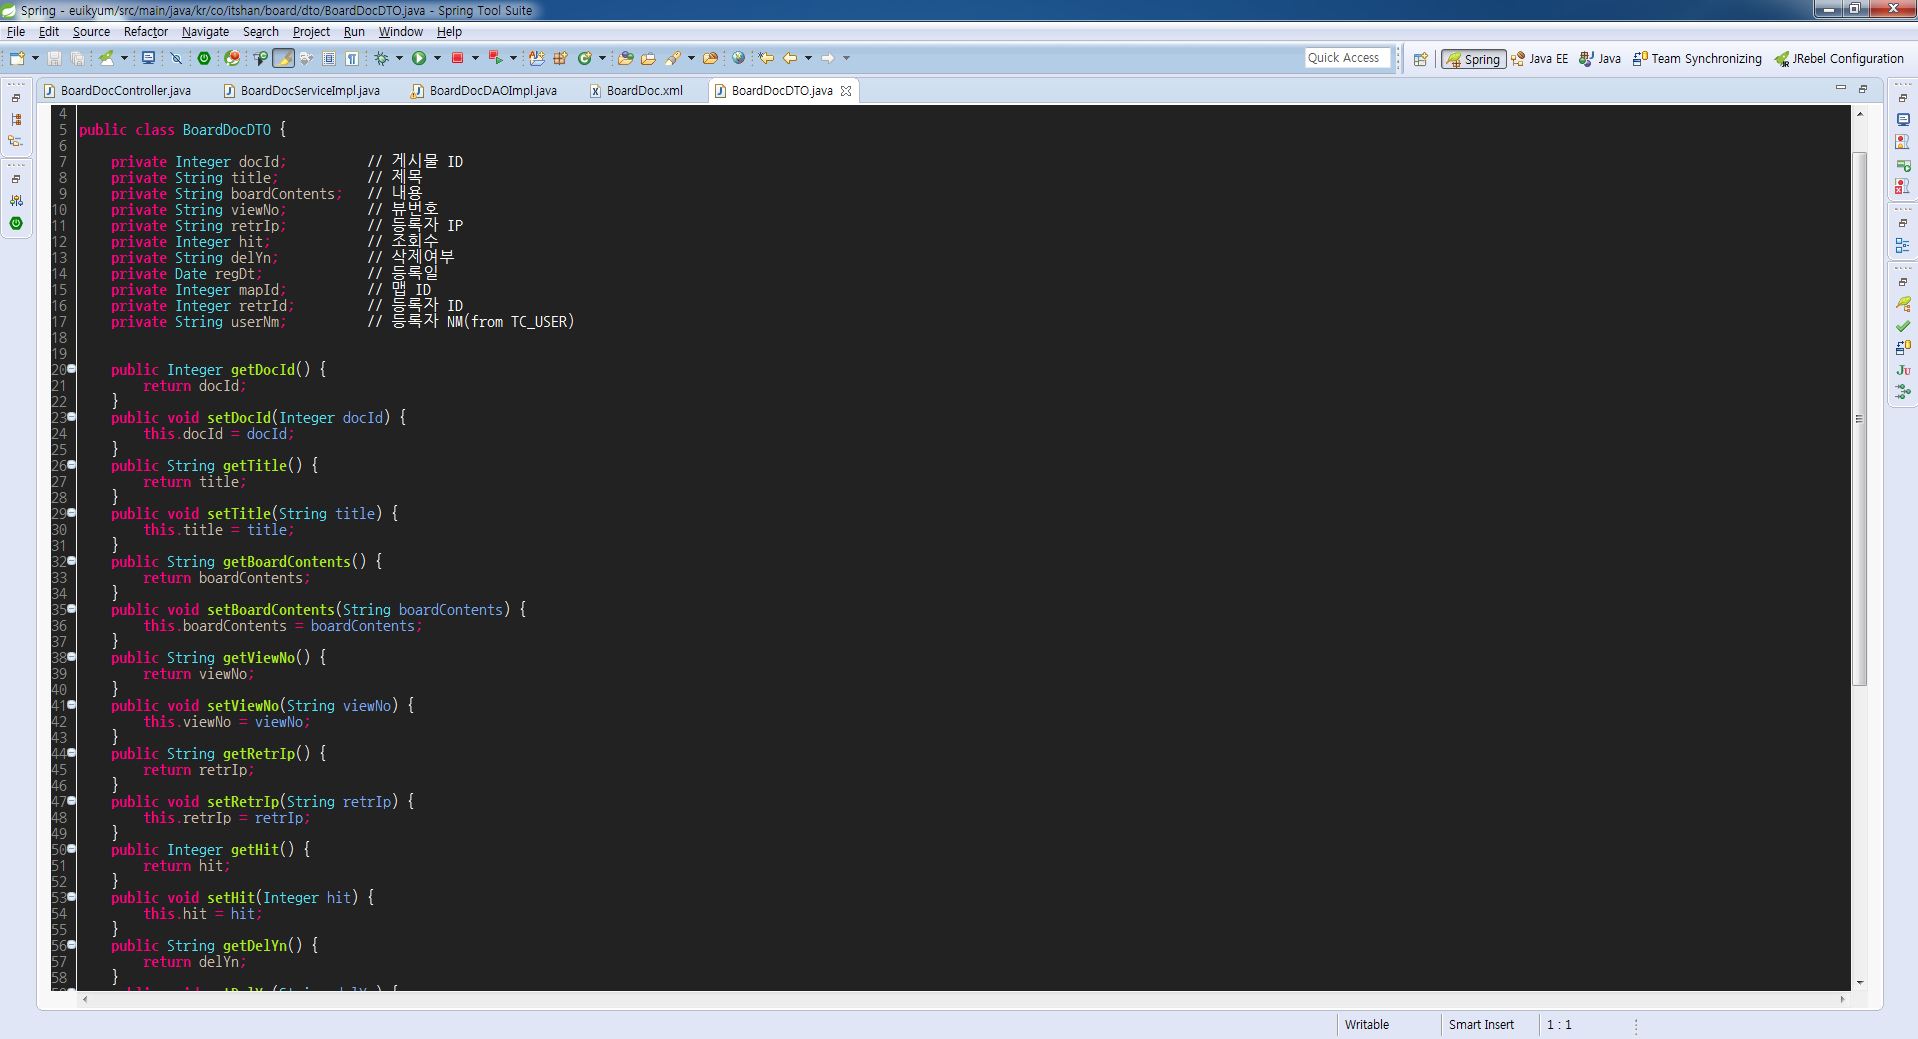 Spring - euikyum/src/main/java/kr/co/itshan/board/dto/BoardDocDTO.java - Spring Tool Suite
File Edit Source Refactor Navigate Search Project Run Window Help
Quick Access Spring Java EE Java Team Synchronizing JRebel Configuration
BoardDocController.java BoardDocServiceImpl.java BoardDocDAOImpl.java BoardDoc.xml BoardDocDTO.java
4
5 public class BoardDocDTO {
6
7 private Integer docId; // 게시물 ID
8 private String title; // 제목
9 private String boardContents; // 내용
10 private String viewNo; // 뷰번호
11 private String retrIp; // 등록자 IP
12 private Integer hit; // 조회수
13 private String delYn; // 삭제여부
14 private Date regDt; // 등록일
15 private Integer mapId; // 맵 ID
16 private Integer retrId; // 등록자 ID
17 private String userNm; // 등록자 NM(from TC_USER)
18
19
20 public Integer getDocId() {
21 return docId;
22 }
23 public void setDocId(Integer docId) {
24 this.docId = docId;
25 }
26 public String getTitle() {
27 return title;
28 }
29 public void setTitle(String title) {
30 this.title = title;
31 }
32 public String getBoardContents() {
33 return boardContents;
34 }
35 public void setBoardContents(String boardContents) {
36 this.boardContents = boardContents;
37 }
38 public String getViewNo() {
39 return viewNo;
40 }
41 public void setViewNo(String viewNo) {
42 this.viewNo = viewNo;
43 }
44 public String getRetrIp() {
45 return retrIp;
46 }
47 public void setRetrIp(String retrIp) {
48 this.retrIp = retrIp;
49 }
50 public Integer getHit() {
51 return hit;
52 }
53 public void setHit(Integer hit) {
54 this.hit = hit;
55 }
56 public String getDelYn() {
57 return delYn;
58 }
Writable Smart Insert 1 : 1